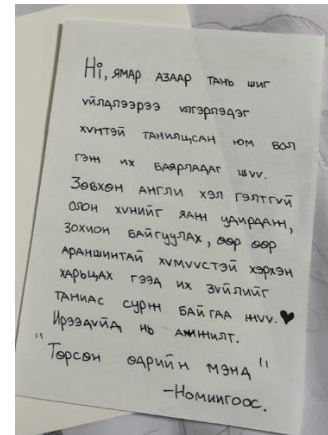 Hi, ямар азаар тань шиг
үйлдлээрээ үлгэрлэдэг
хүнтэй танилцсан юм бол
гэж их баярладаг шүү.
Зөвхөн англи хэл гэлтгүй
олон хүнийг яаж удирдаж,
зохион байгуулах, өөр өөр
араншинтай хүмүүстэй хэрхэн
харьцах гээд их зүйлийг
таниас сурж байгаа шүү. ♥
Ирээдүйд нь амжилт.
"Төрсөн өдрийн мэнд"
-Номингоос.